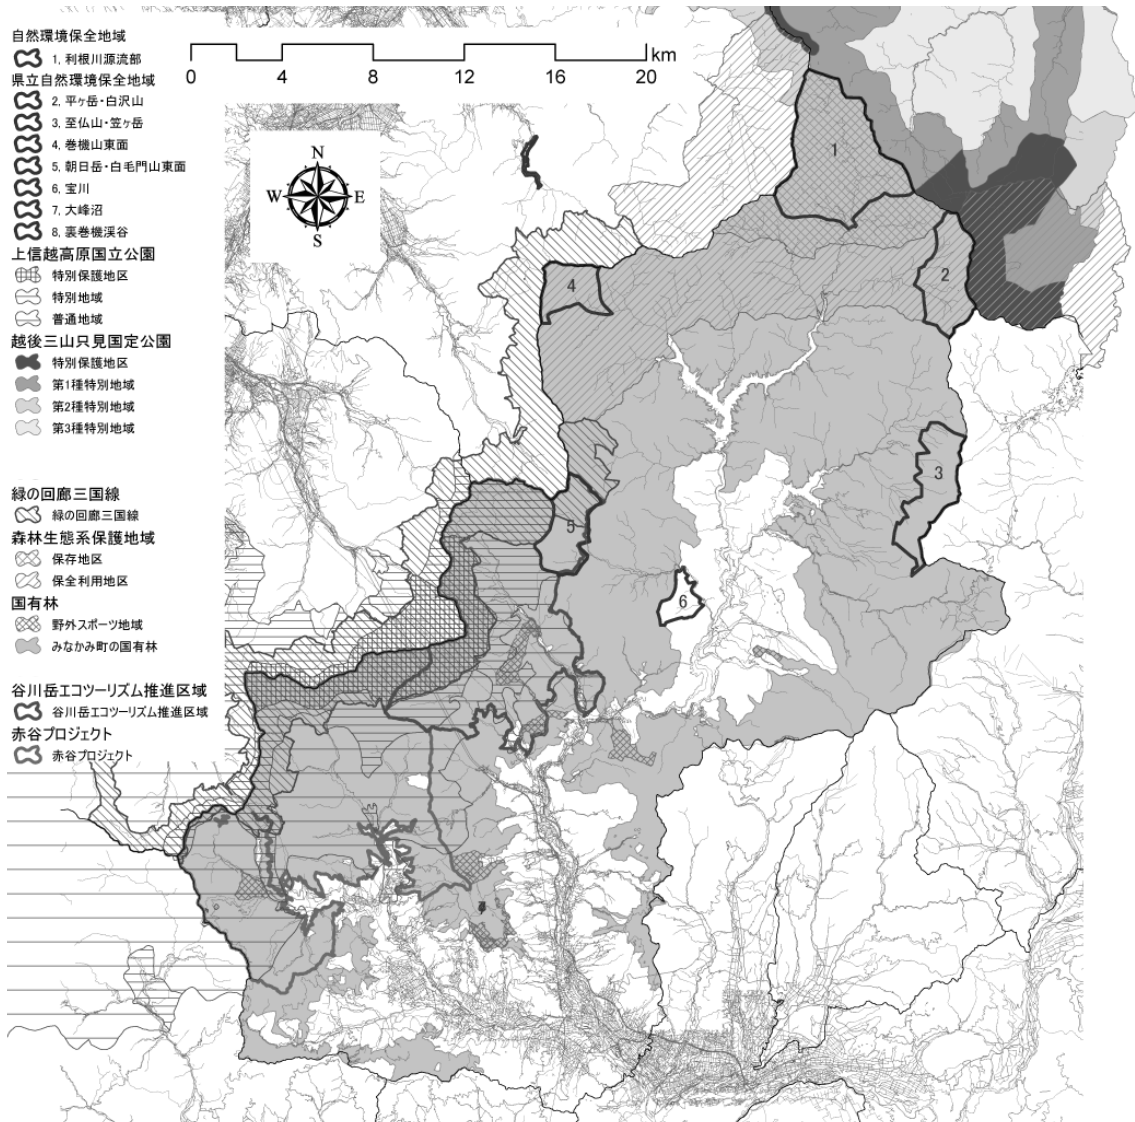 自然環境保全地域
1, 利根川源流部
県立自然環境保全地域
2, 平ヶ岳・白沢山
3, 至仏山・笠ヶ岳
4, 巻機山東面
5, 朝日岳・白毛門山東面
6, 宝川
7, 大峰沼
8, 裏巻機渓谷
上信越高原国立公園
特別保護地区
特別地域
普通地域
越後三山只見国定公園
特別保護地区
第1種特別地域
第2種特別地域
第3種特別地域
緑の回廊三国線
緑の回廊三国線
森林生態系保護地域
保存地区
保全利用地区
国有林
野外スポーツ地域
みなかみ町の国有林
谷川岳エコツーリズム推進区域
谷川岳エコツーリズム推進区域
赤谷プロジェクト
赤谷プロジェクト
km
0 4 8 12 16 20
N
W E
S
1
2
4
3
5
6